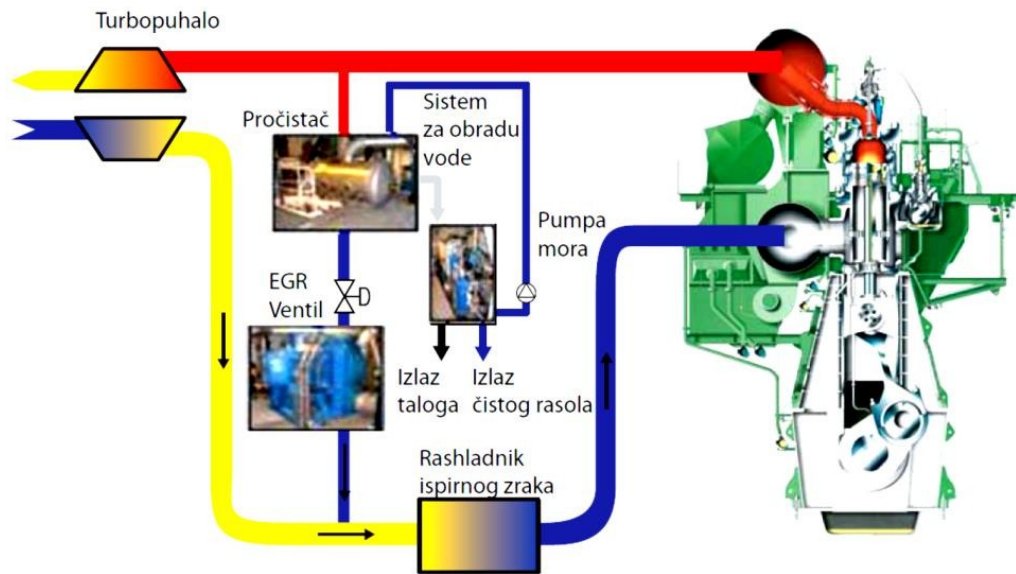 Turbopuhalo
Pročistač
Sistem
za obradu
vode
Pumpa
mora
EGR
Ventil
Izlaz
taloga
Izlaz
čistog rasola
Rashladnik
ispirnog zraka